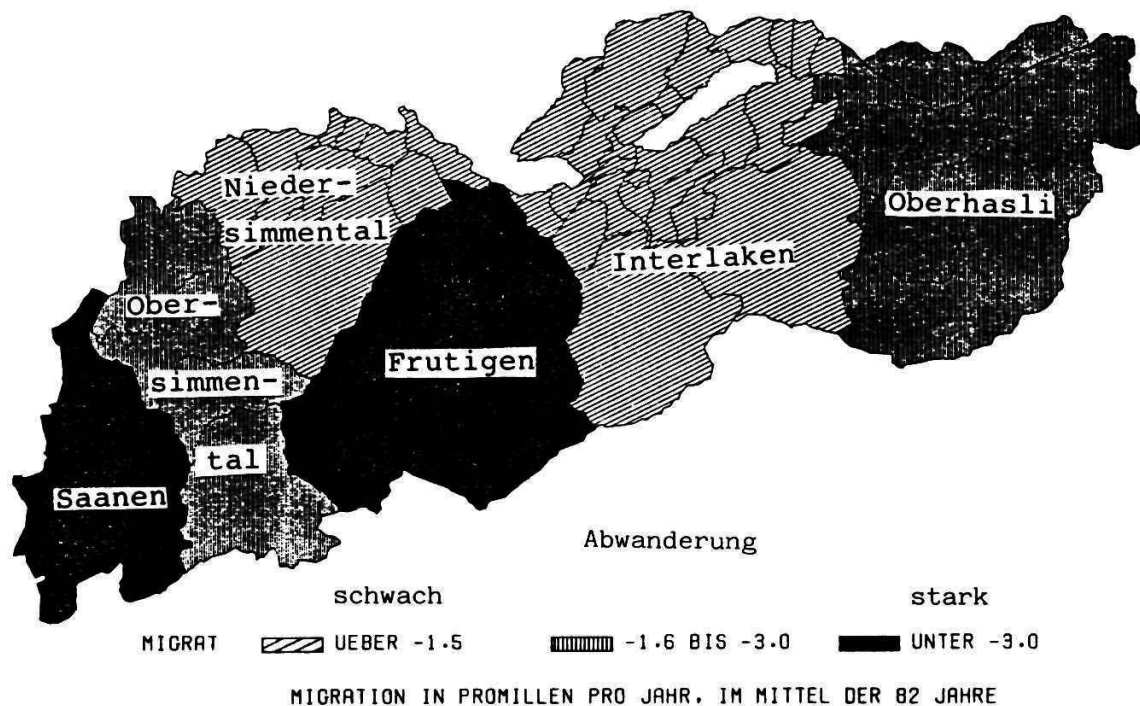 Nieder-
simmental
Oberhasli
Interlaken
Ober-
simmen-
tal
Frutigen
Saanen
Abwanderung
schwach stark
MIGRAT UEBER -1.5 -1.6 BIS -3.0 UNTER -3.0
MIGRATION IN PROMILLEN PRO JAHR. IM MITTEL DER 82 JAHRE